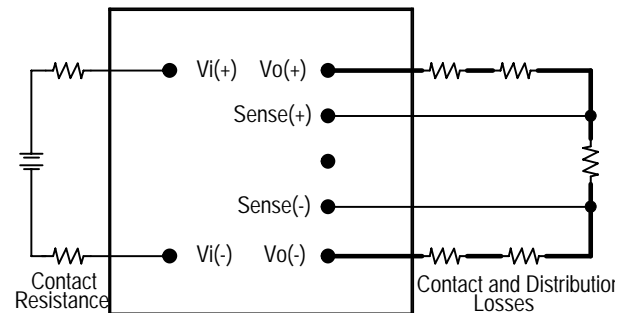 Vi(+) Vo(+)
Sense(+)
Sense(-)
Vi(-) Vo(-)
Contact
Resistance
Contact and Distribution
Losses